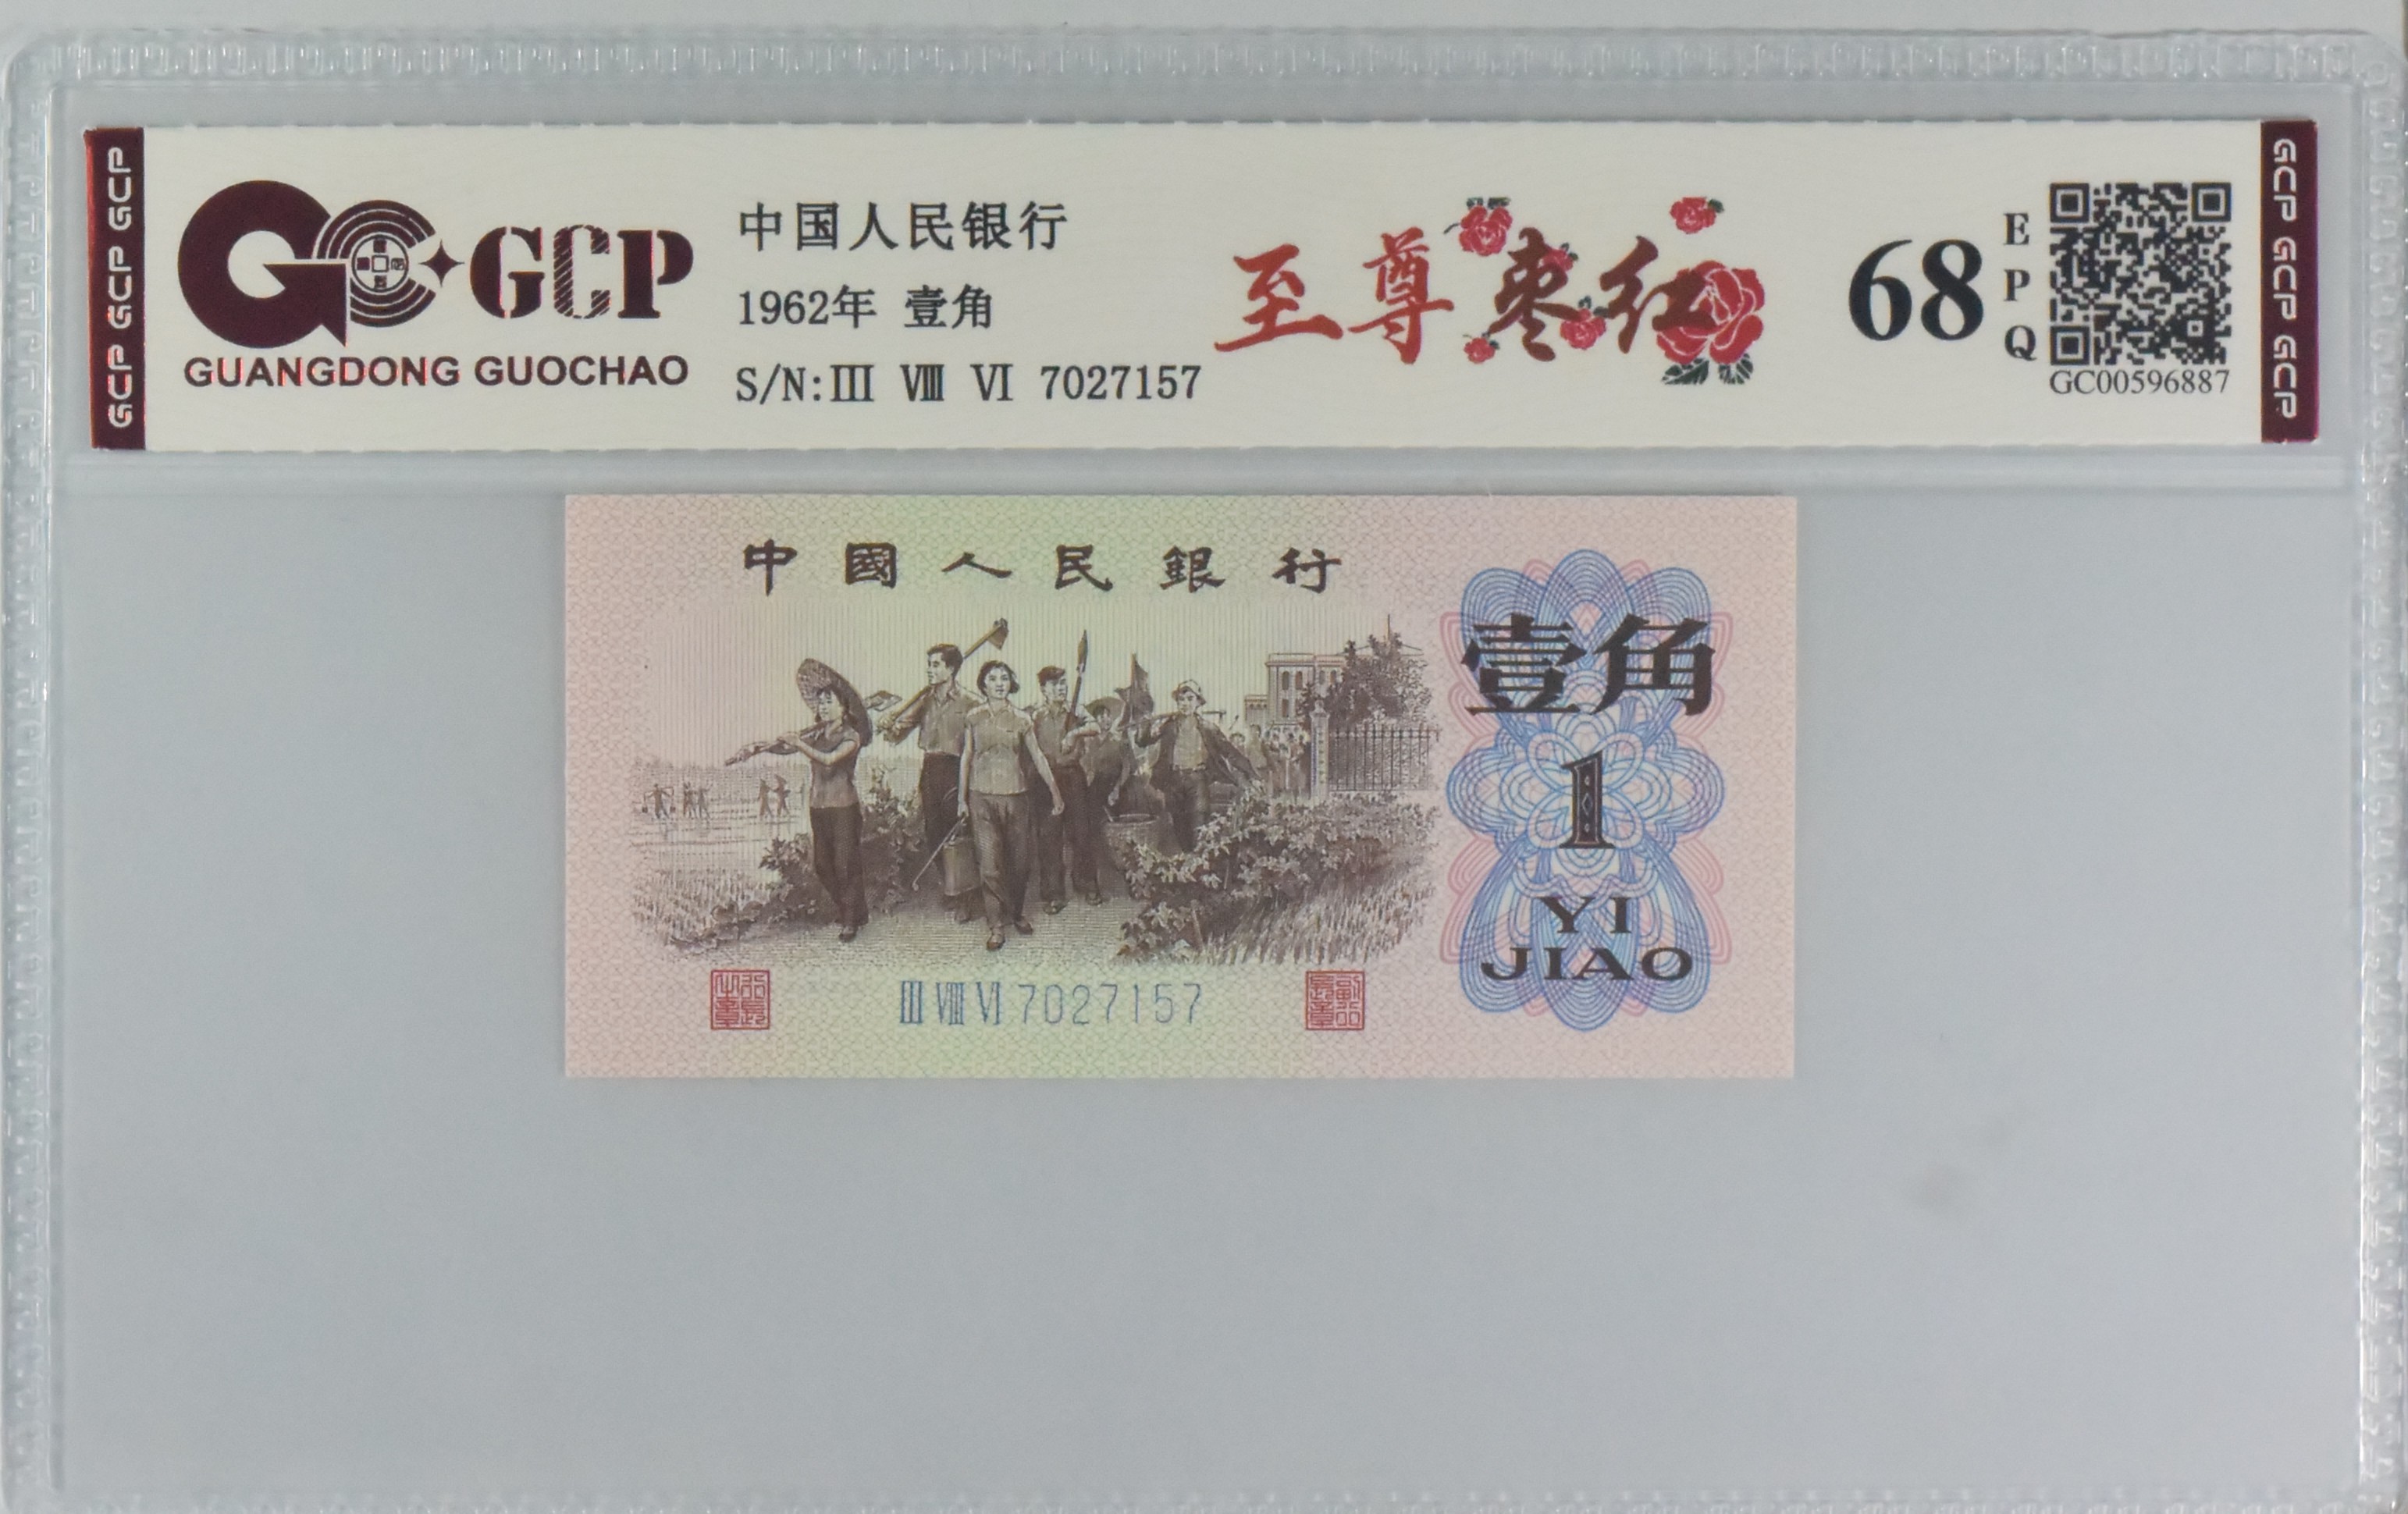 GCP GCP GCP
GCP
GUANGDONG GUOCHAO
中国人民银行
1962年 壹角
S/N:Ⅲ Ⅷ Ⅵ 7027157
至尊枣红
68
E
P
Q
GC00596887
GCP GCP GCP
中國人民銀行
壹角
1
YI
JIAO
Ⅲ Ⅷ Ⅵ 7027157